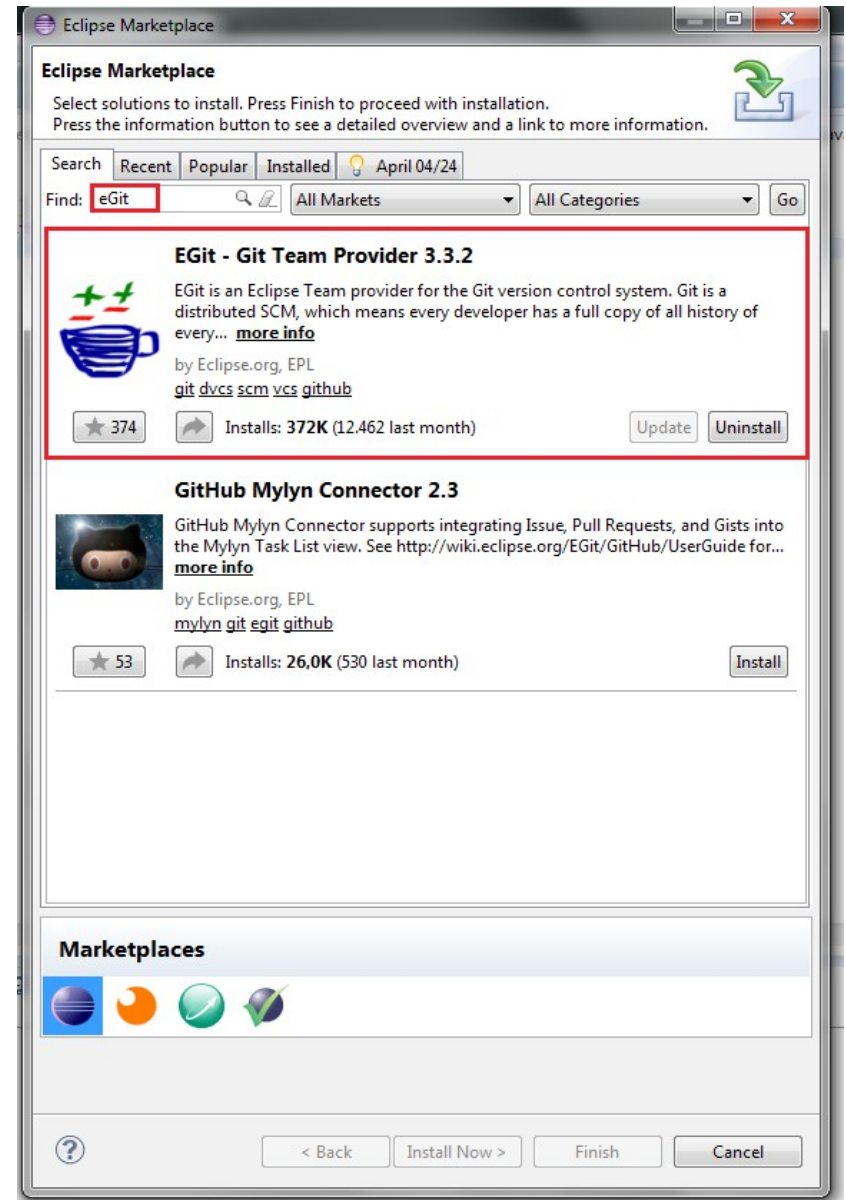 Eclipse Marketplace
Eclipse Marketplace
Select solutions to install. Press Finish to proceed with installation.
Press the information button to see a detailed overview and a link to more information.
Search Recent Popular Installed April 04/24
Find: eGit All Markets All Categories Go
EGit - Git Team Provider 3.3.2
EGit is an Eclipse Team provider for the Git version control system. Git is a
distributed SCM, which means every developer has a full copy of all history of
every... more info
by Eclipse.org, EPL
git dvcs scm vcs github
374 Installs: 372K (12.462 last month) Update Uninstall
GitHub Mylyn Connector 2.3
GitHub Mylyn Connector supports integrating Issue, Pull Requests, and Gists into
the Mylyn Task List view. See http://wiki.eclipse.org/EGit/GitHub/UserGuide for...
more info
by Eclipse.org, EPL
mylyn git egit github
53 Installs: 26,0K (530 last month) Install
Marketplaces
? < Back Install Now > Finish Cancel